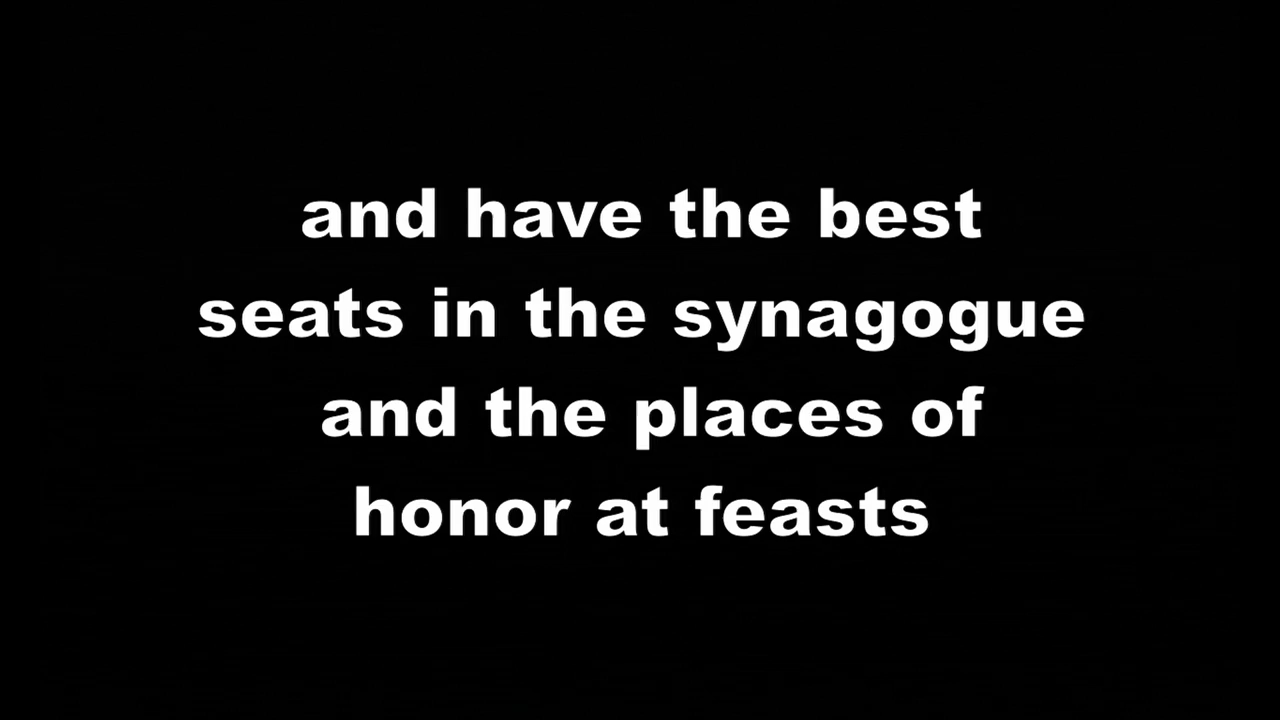 and have the best
seats in the synagogue
and the places of
honor at feasts